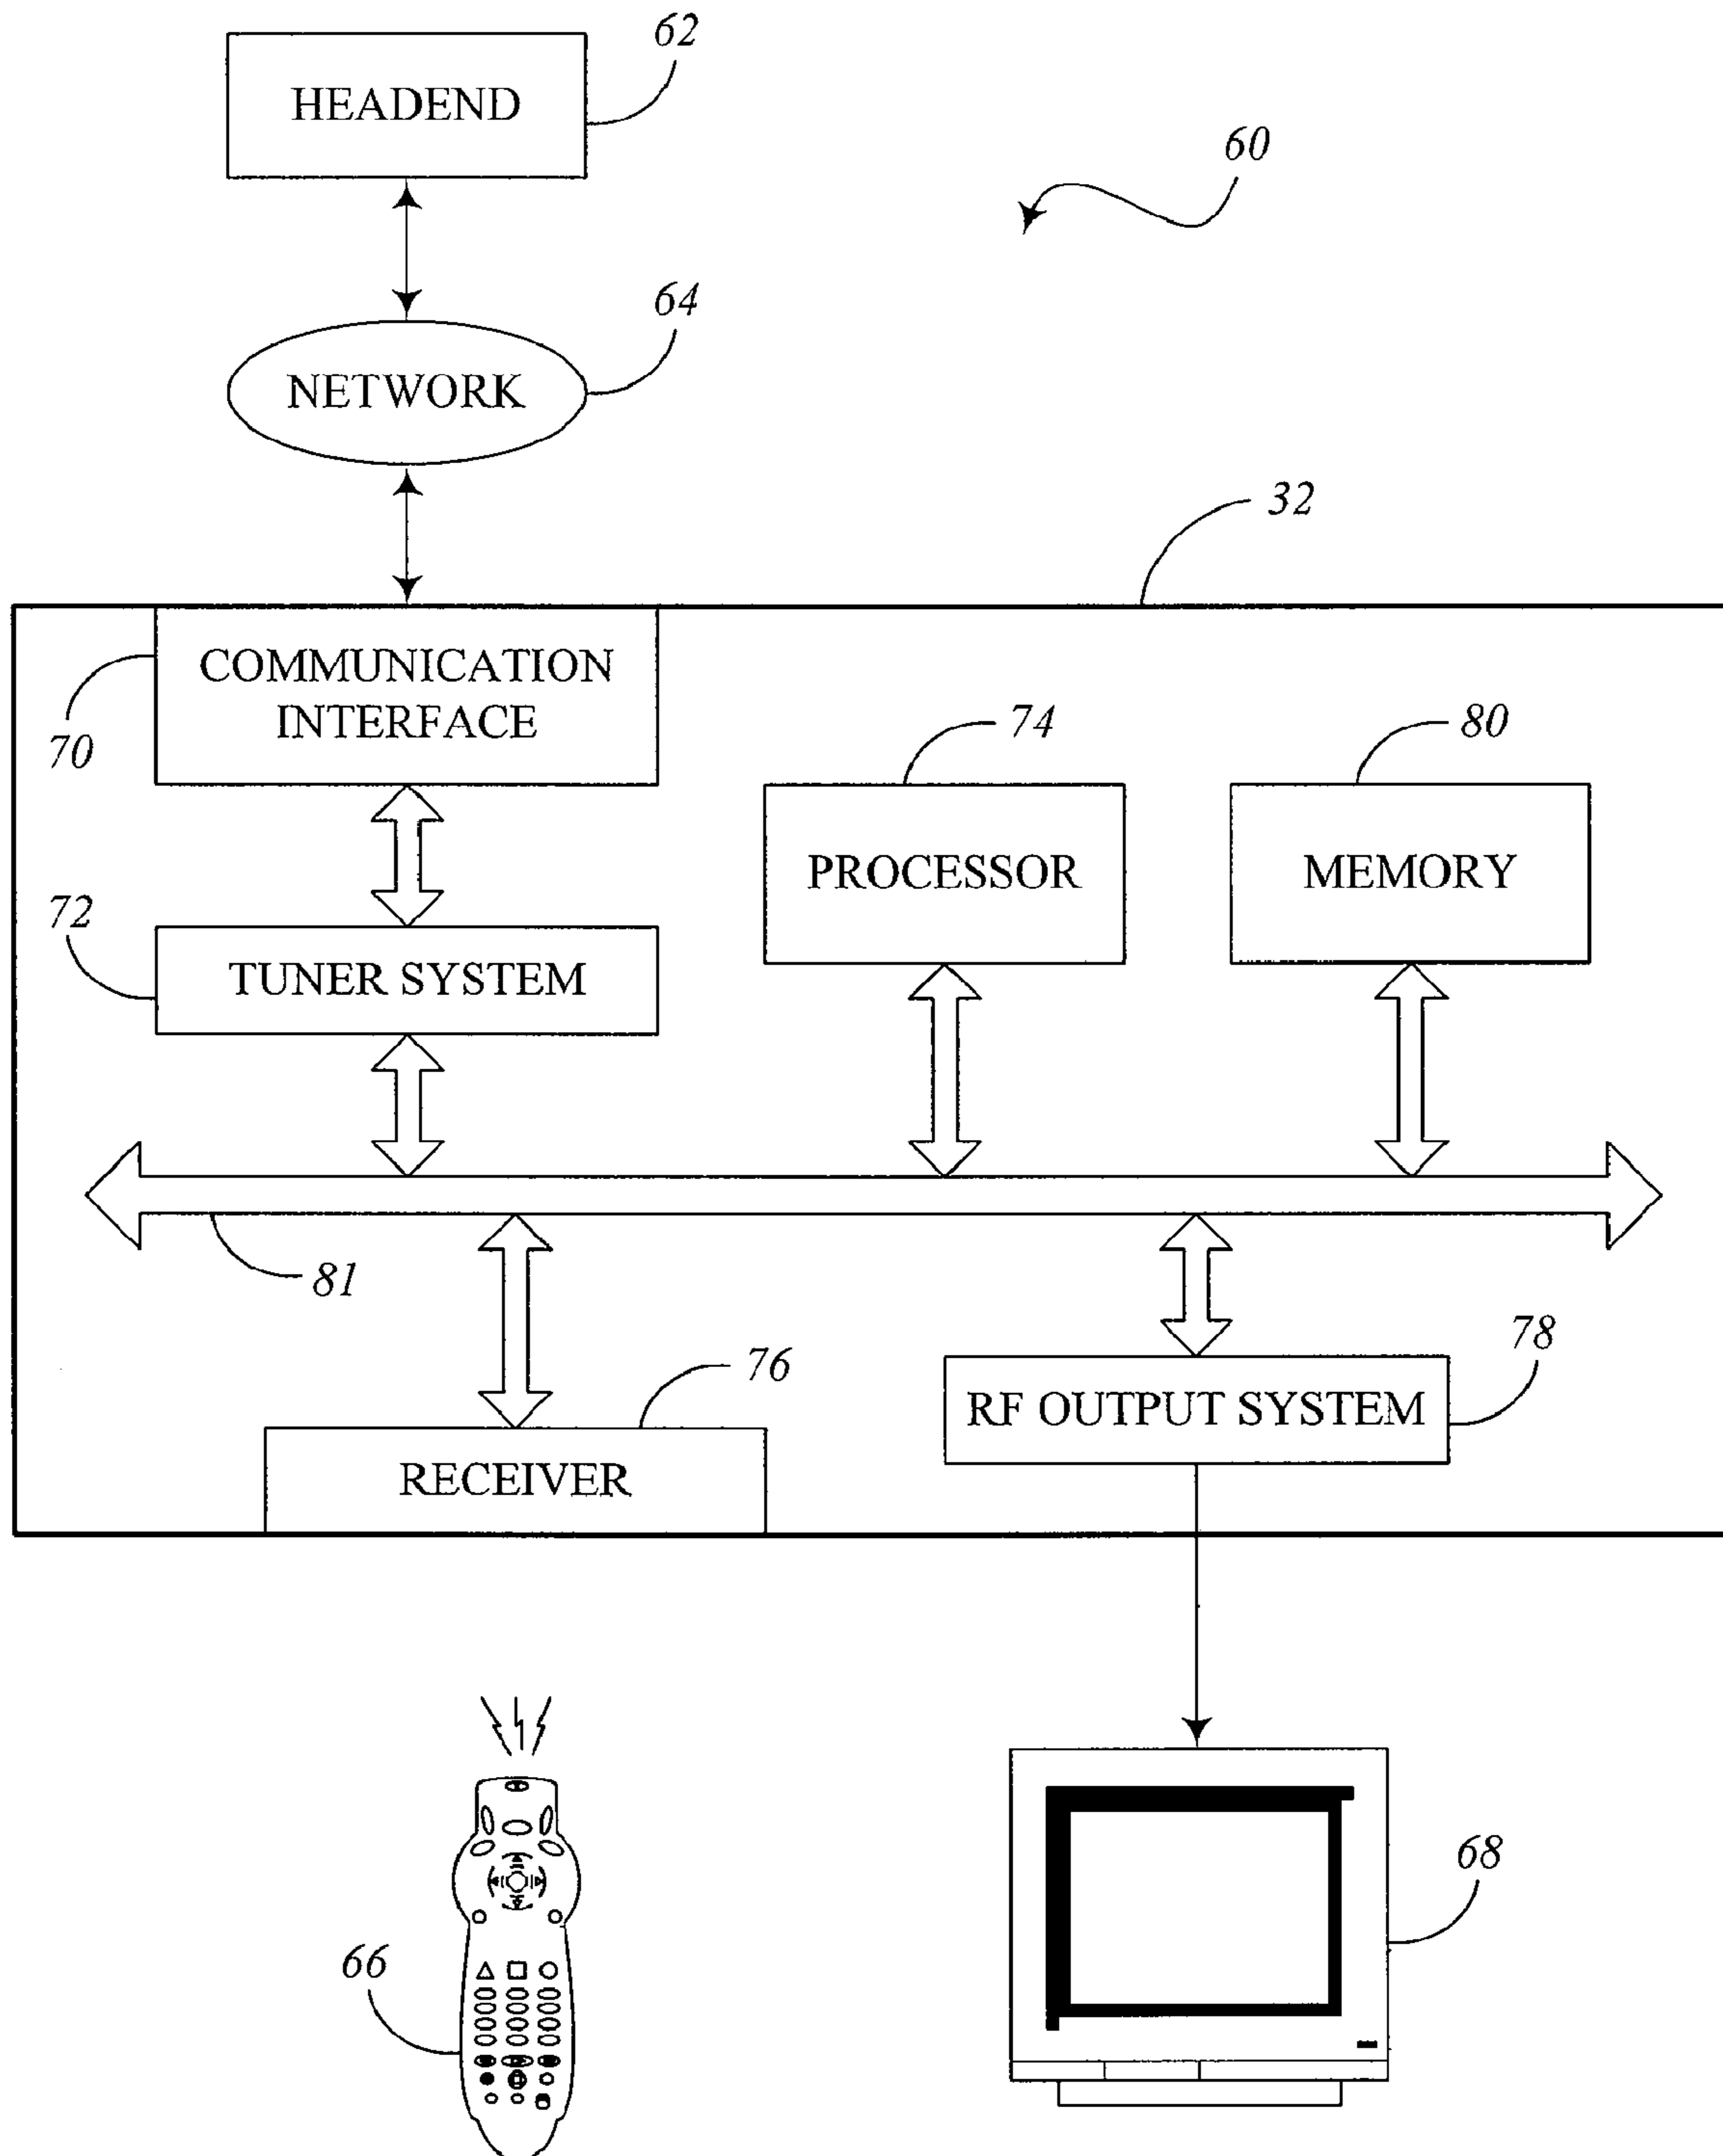 62
HEADEND
60
64
NETWORK
32
COMMUNICATION
INTERFACE
70
74
80
PROCESSOR
MEMORY
72
TUNER SYSTEM
81
76
78
RF OUTPUT SYSTEM
RECEIVER
68
66